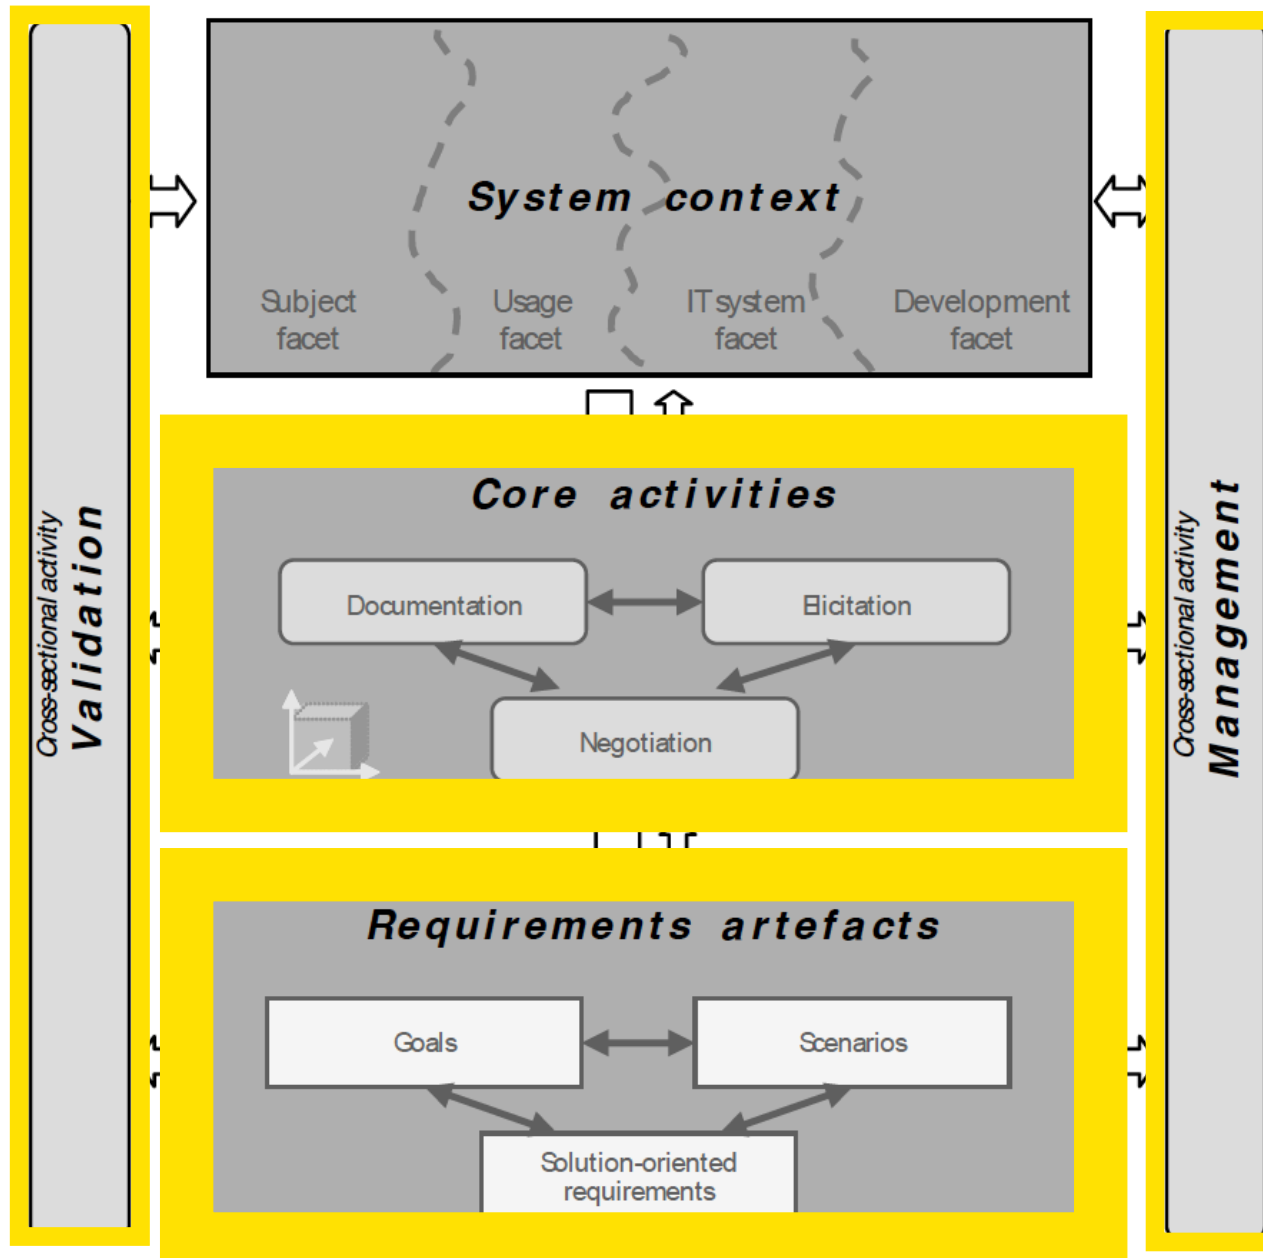 System context
Subject facet
Usage facet
IT system facet
Development facet
Cross-sectional activity
Validation
Core activities
Documentation
Elicitation
Negotiation
Requirements artefacts
Goals
Scenarios
Solution-oriented
requirements
Cross-sectional activity
Management